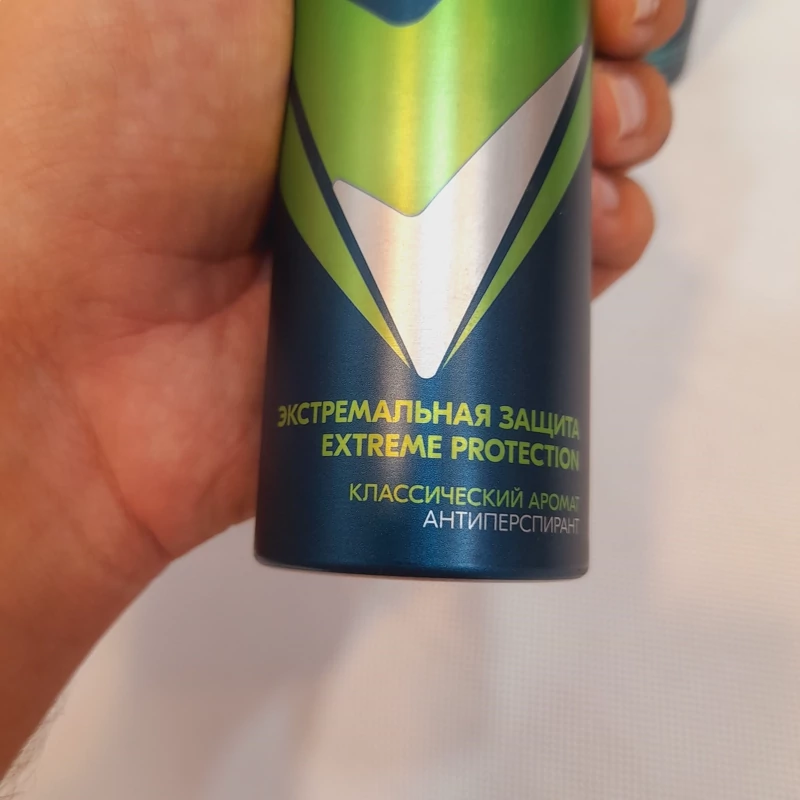 ЭКСТРЕМАЛЬНАЯ ЗАЩИТА
EXTREME PROTECTION
КЛАССИЧЕСКИЙ АРОМАТ
АНТИПЕРСПИРАНТ